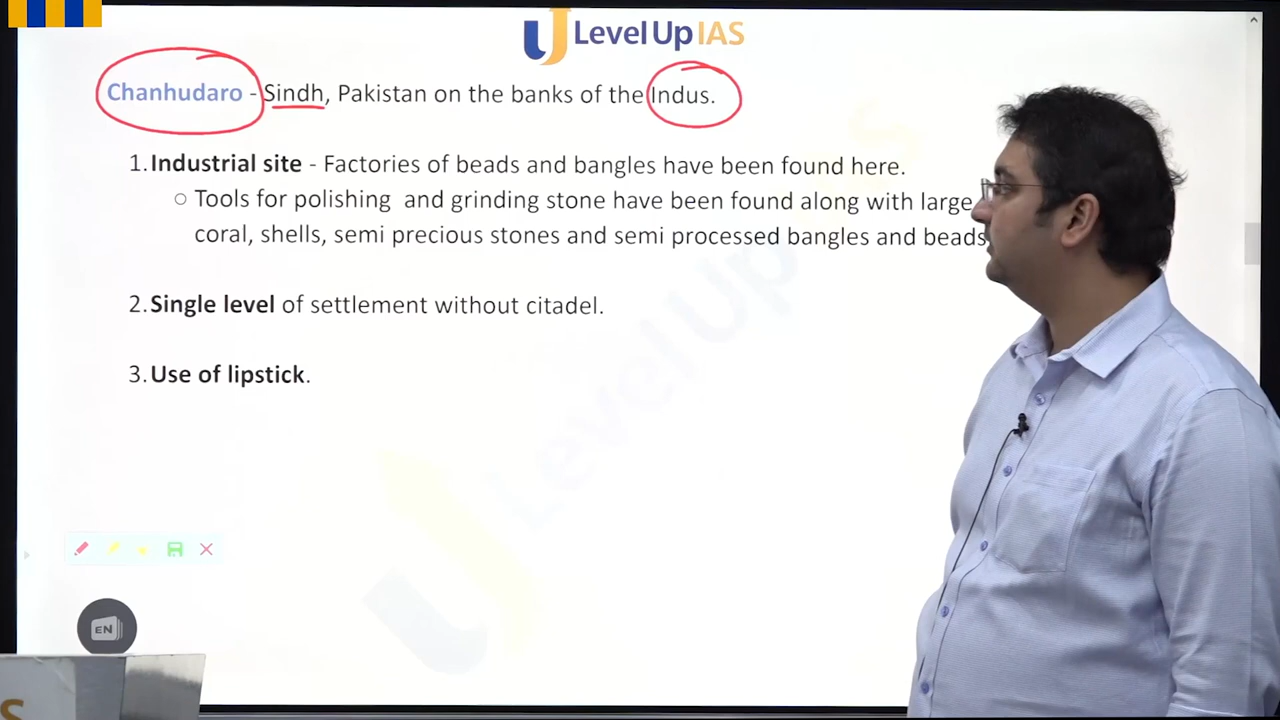 Level Up IAS
Chanhudaro - Sindh, Pakistan on the banks of the Indus.
1. Industrial site - Factories of beads and bangles have been found here.
○ Tools for polishing and grinding stone have been found along with large
coral, shells, semi precious stones and semi processed bangles and beads
2. Single level of settlement without citadel.
3. Use of lipstick.
Level Up
EN
S